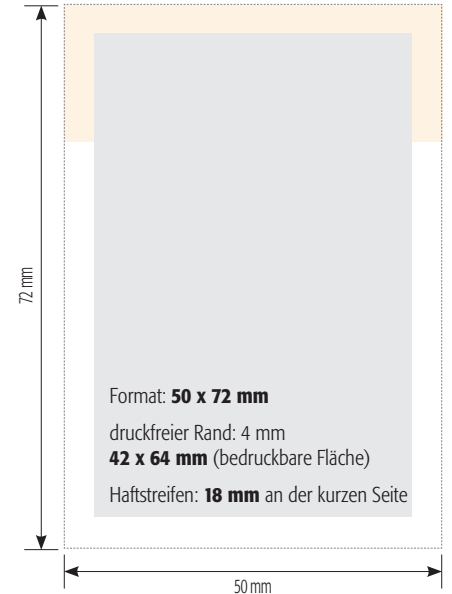 72 mm
Format: 50 x 72 mm
druckfreier Rand: 4 mm
42 x 64 mm (bedruckbare Fläche)
Haftstreifen: 18 mm an der kurzen Seite
50 mm